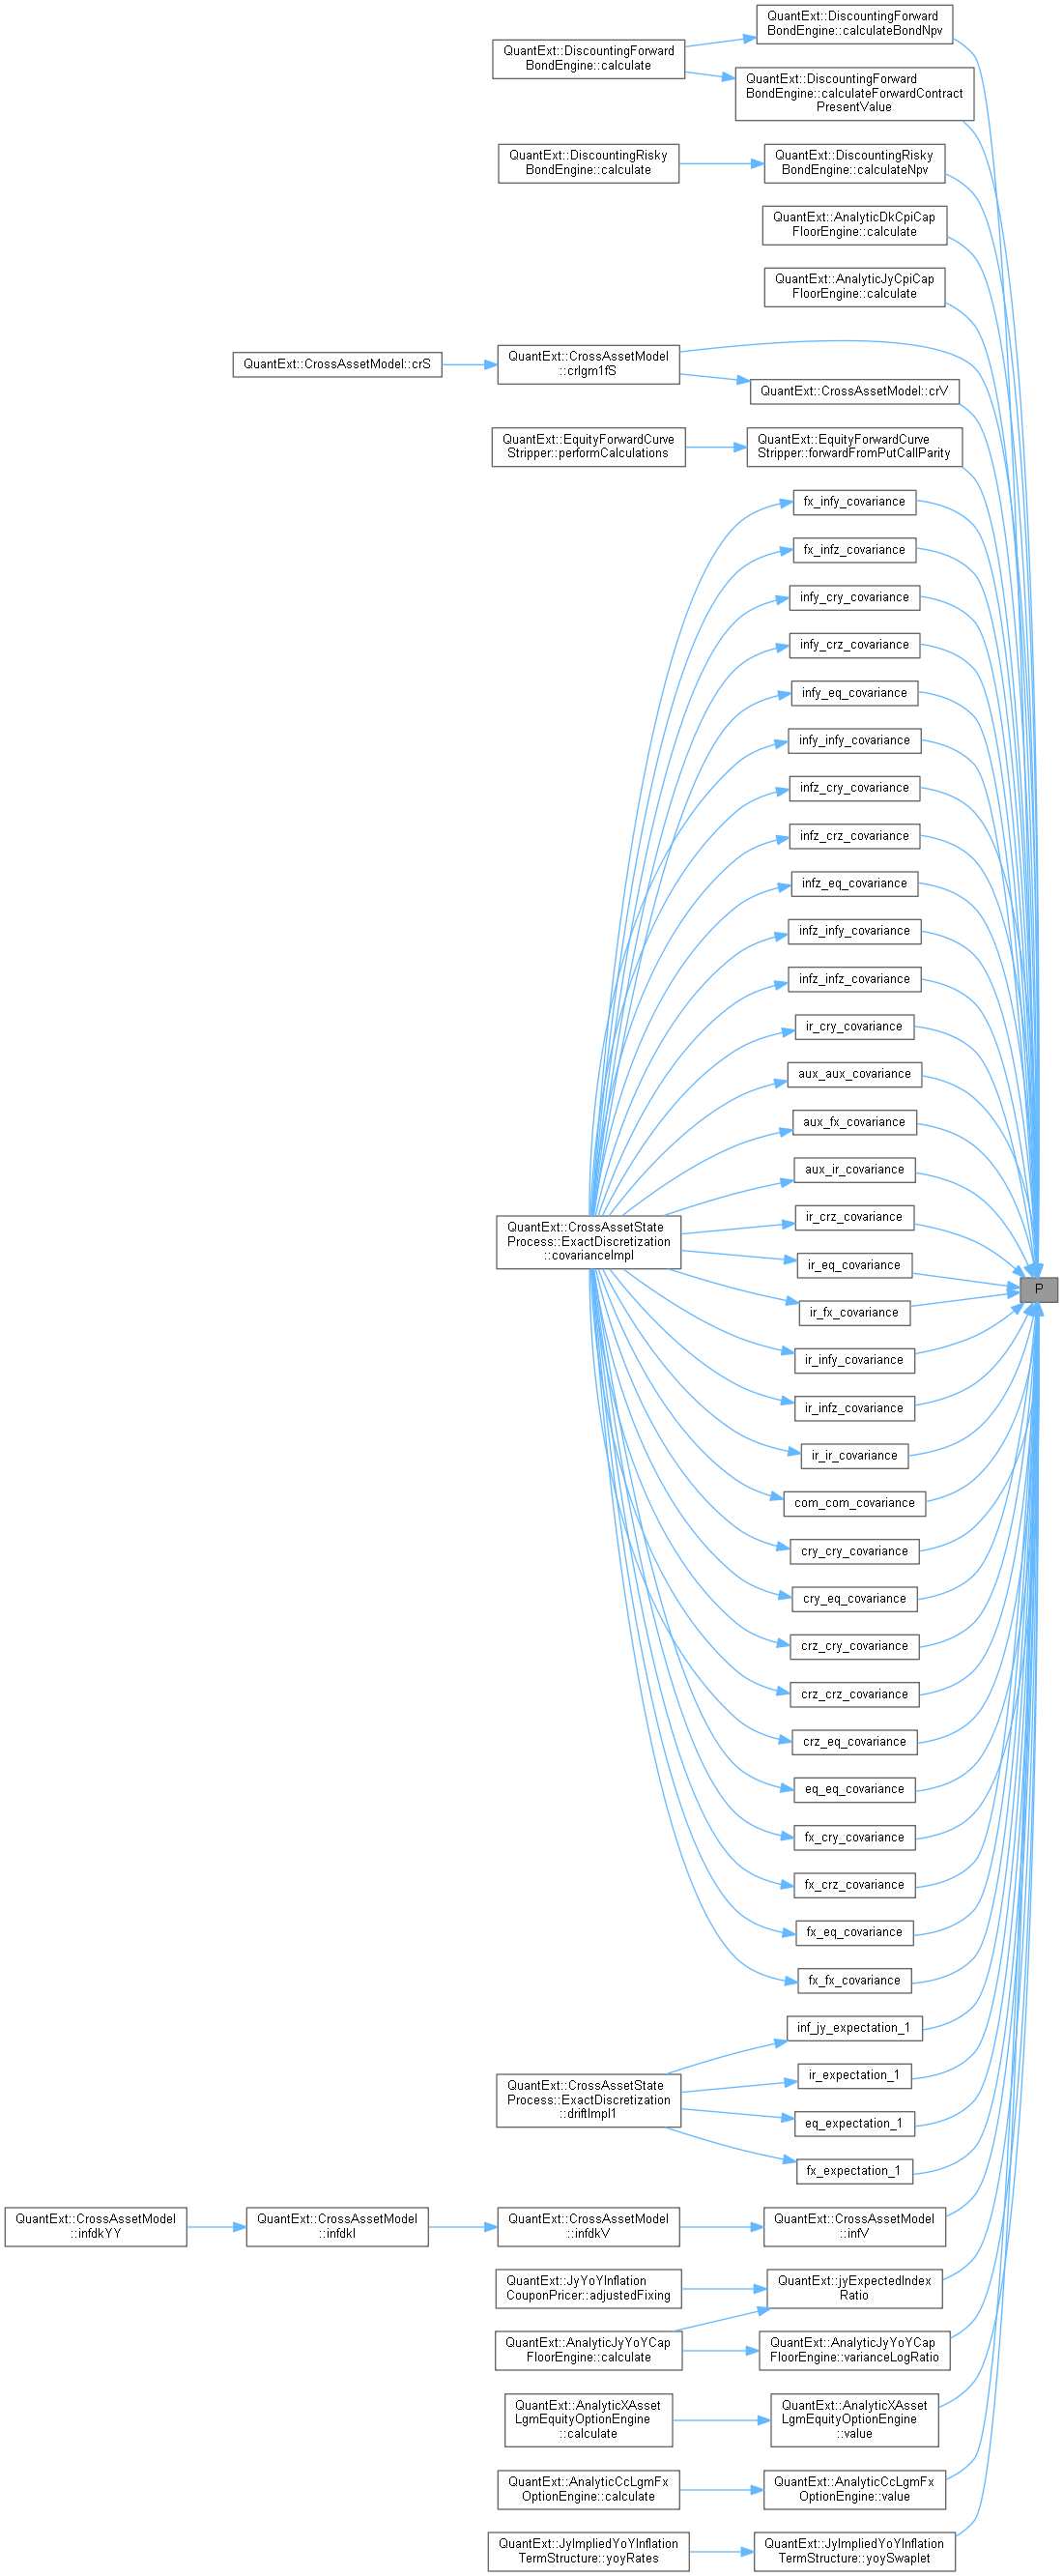 QuantExt::DiscountingForward
BondEngine::calculateBondNpv
QuantExt::DiscountingForward
BondEngine::calculate
QuantExt::DiscountingForward
BondEngine::calculateForwardContract
PresentValue
QuantExt::DiscountingRisky
BondEngine::calculate
QuantExt::DiscountingRisky
BondEngine::calculateNpv
QuantExt::AnalyticDkCpiCap
FloorEngine::calculate
QuantExt::AnalyticJyCpiCap
FloorEngine::calculate
QuantExt::CrossAssetModel::crS
QuantExt::CrossAssetModel
::crlgm1fS
QuantExt::CrossAssetModel::crV
QuantExt::EquityForwardCurve
Stripper::performCalculations
QuantExt::EquityForwardCurve
Stripper::forwardFromPutCallParity
fx_infy_covariance
fx_infz_covariance
infy_cry_covariance
infy_crz_covariance
infy_eq_covariance
infy_infy_covariance
infz_cry_covariance
infz_crz_covariance
infz_eq_covariance
infz_infy_covariance
infz_infz_covariance
ir_cry_covariance
aux_aux_covariance
aux_fx_covariance
aux_ir_covariance
ir_crz_covariance
QuantExt::CrossAssetState
Process::ExactDiscretization
::covarianceImpl
ir_eq_covariance
P
ir_fx_covariance
ir_infy_covariance
ir_infz_covariance
ir_ir_covariance
com_com_covariance
cry_cry_covariance
cry_eq_covariance
crz_cry_covariance
crz_crz_covariance
crz_eq_covariance
eq_eq_covariance
fx_cry_covariance
fx_crz_covariance
fx_eq_covariance
fx_fx_covariance
inf_jy_expectation_1
ir_expectation_1
QuantExt::CrossAssetState
Process::ExactDiscretization
::driftImpl1
eq_expectation_1
fx_expectation_1
QuantExt::CrossAssetModel
::infdkYY
QuantExt::CrossAssetModel
::infdkI
QuantExt::CrossAssetModel
::infdkV
QuantExt::CrossAssetModel
::infV
QuantExt::JyYoYInflation
CouponPricer::adjustedFixing
QuantExt::jyExpectedIndex
Ratio
QuantExt::AnalyticJyYoYCap
FloorEngine::calculate
QuantExt::AnalyticJyYoYCap
FloorEngine::varianceLogRatio
QuantExt::AnalyticXAsset
LgmEquityOptionEngine
::calculate
QuantExt::AnalyticXAsset
LgmEquityOptionEngine
::value
QuantExt::AnalyticCcLgmFx
OptionEngine::calculate
QuantExt::AnalyticCcLgmFx
OptionEngine::value
QuantExt::JyImpliedYoYInflation
TermStructure::yoyRates
QuantExt::JyImpliedYoYInflation
TermStructure::yoySwaplet